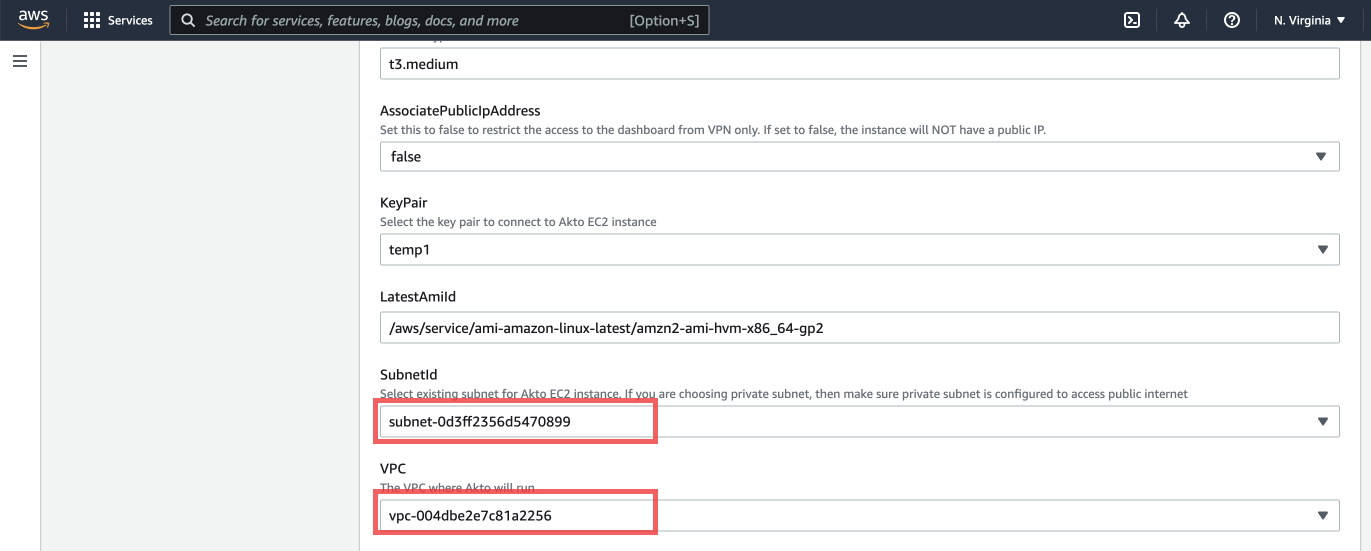 aws Services Search for services, features, blogs, docs, and more [Option+S] N. Virginia
t3.medium
AssociatePublicIpAddress
Set this to false to restrict the access to the dashboard from VPN only. If set to false, the instance will NOT have a public IP.
false
KeyPair
Select the key pair to connect to Akto EC2 instance
temp1
LatestAmiId
/aws/service/ami-amazon-linux-latest/amzn2-ami-hvm-x86_64-gp2
SubnetId
Select existing subnet for Akto EC2 instance. If you are choosing private subnet, then make sure private subnet is configured to access public internet
subnet-0d3ff2356d5470899
VPC
The VPC where Akto will run
vpc-004dbe2e7c81a2256